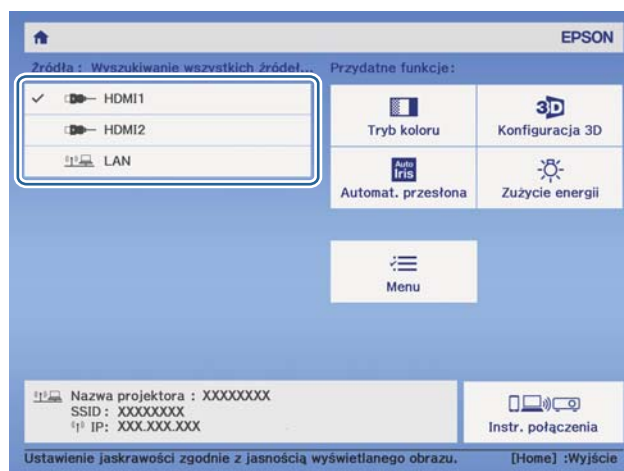 EPSON
Źródła : Wyszukiwanie wszystkich źródeł...
Przydatne funkcje:
✓ HDMI1
HDMI2
LAN
Tryb koloru
3D
Konfiguracja 3D
Auto
Iris
Automat. przesłona
Zużycie energii
Menu
Nazwa projektora : XXXXXXXX
SSID : XXXXXXXX
IP: XXX.XXX.XXX
Instr. połączenia
Ustawienie jaskrawości zgodnie z jasnością wyświetlanego obrazu.
[Home] :Wyjście